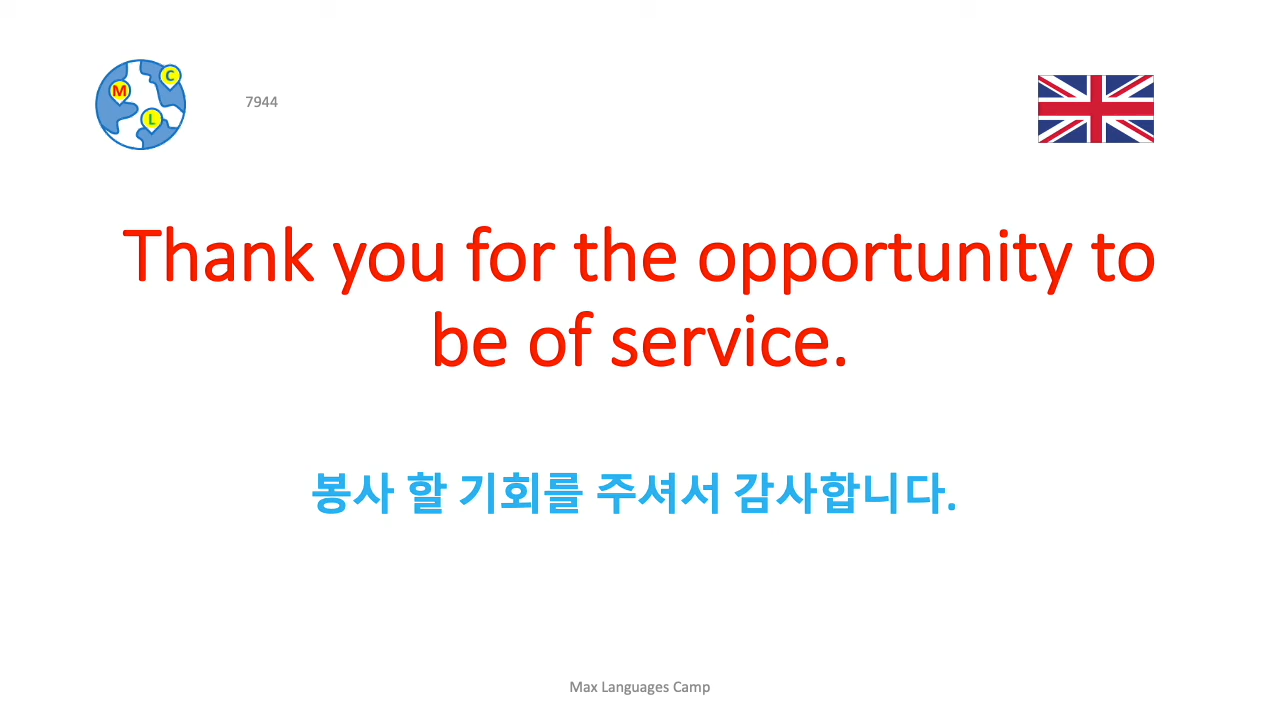 C
M
L
7944
Thank you for the opportunity to
be of service.
봉사 할 기회를 주셔서 감사합니다.
Max Languages Camp